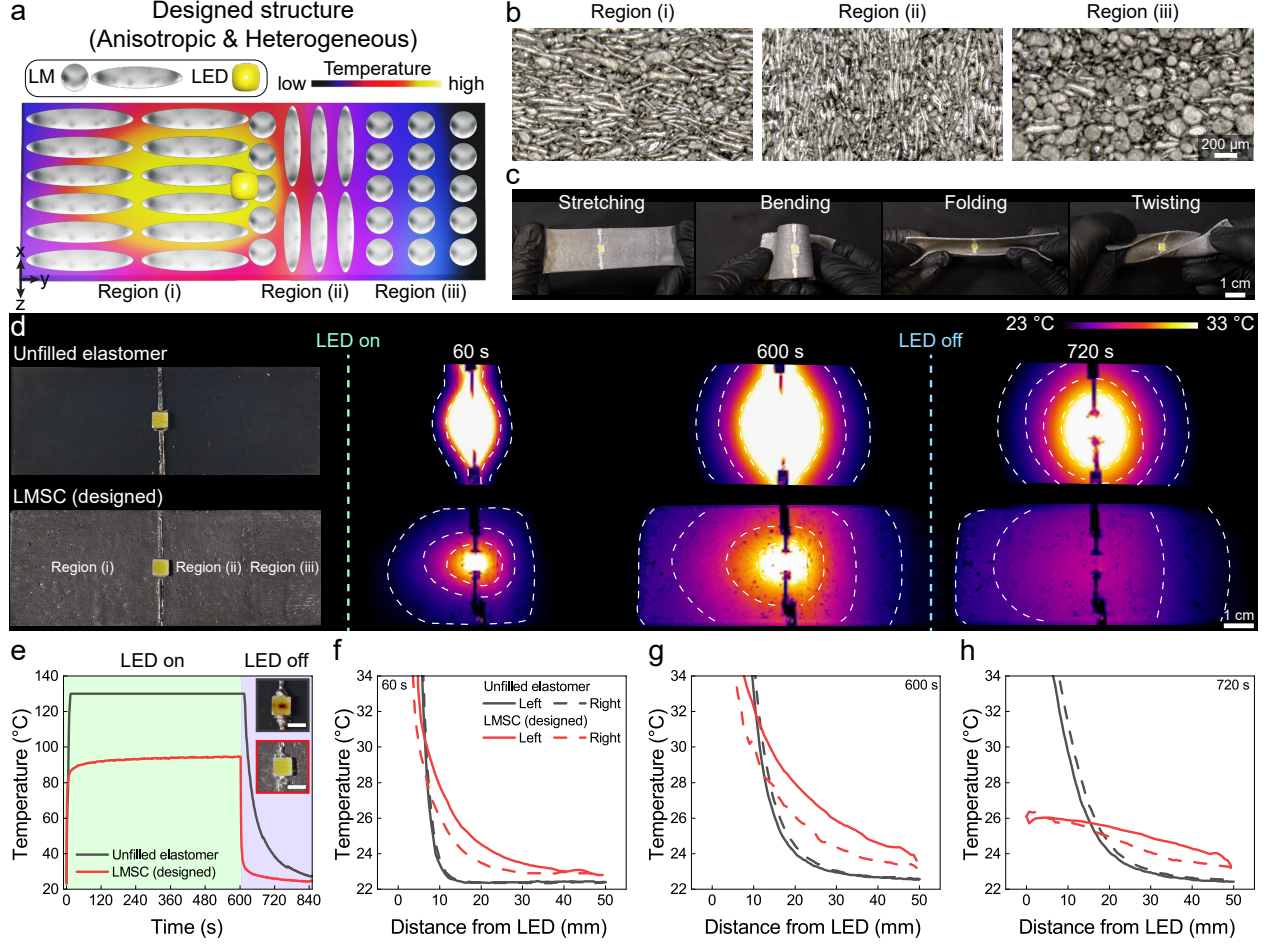 a
Designed structure
(Anisotropic & Heterogeneous)
LM
LED
Temperature
low
high
x
y
z
Region (i)
Region (ii)
Region (iii)
b
Region (i)
Region (ii)
Region (iii)
200 µm
c
Stretching
Bending
Folding
Twisting
1 cm
d
Unfilled elastomer
LED on
60 s
600 s
LED off
720 s
23 °C
33 °C
LMSC (designed)
Region (i)
Region (ii)
Region (iii)
1 cm
e
LED on
LED off
Temperature (°C)
140
120
100
80
60
40
20
Unfilled elastomer
LMSC (designed)
0 120 240 360 480 600 720 840
Time (s)
f
60 s
Temperature (°C)
34
32
30
28
26
24
22
Unfilled elastomer
Left
Right
LMSC (designed)
Left
Right
0 10 20 30 40 50
Distance from LED (mm)
g
600 s
Temperature (°C)
34
32
30
28
26
24
22
0 10 20 30 40 50
Distance from LED (mm)
h
720 s
Temperature (°C)
34
32
30
28
26
24
22
0 10 20 30 40 50
Distance from LED (mm)